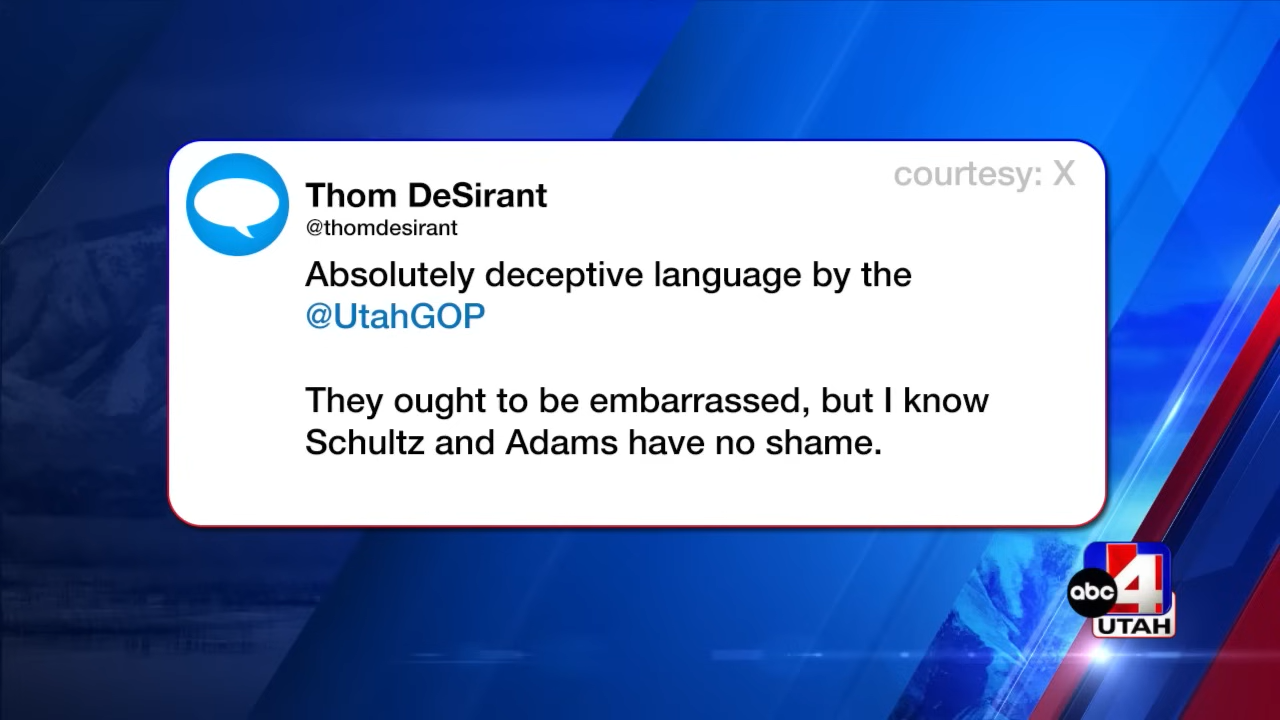 courtesy: X
Thom DeSirant
@thomdesirant
Absolutely deceptive language by the
@UtahGOP
They ought to be embarrassed, but I know
Schultz and Adams have no shame.
abc 4
UTAH